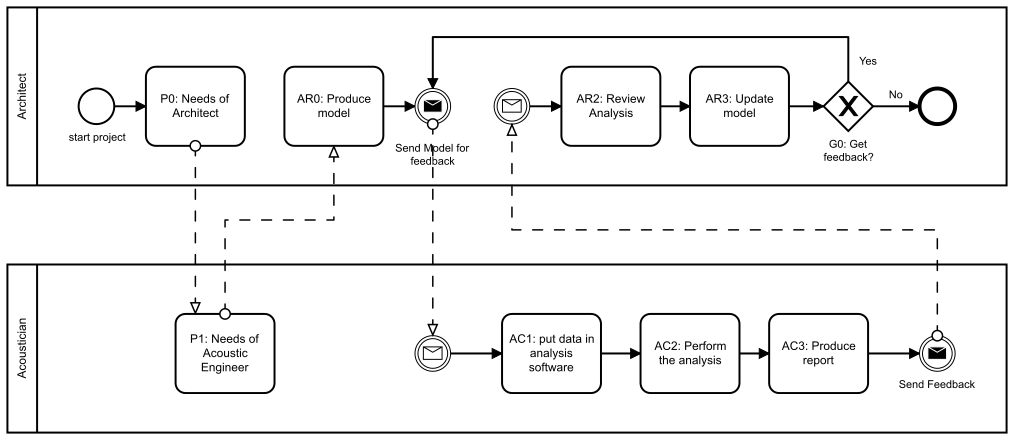 Architect
start project
P0: Needs of
Architect
AR0: Produce
model
Send Model for
feedback
AR2: Review
Analysis
AR3: Update
model
Yes
No
G0: Get
feedback?
Acoustician
P1: Needs of
Acoustic
Engineer
AC1: put data in
analysis
software
AC2: Perform
the analysis
AC3: Produce
report
Send Feedback